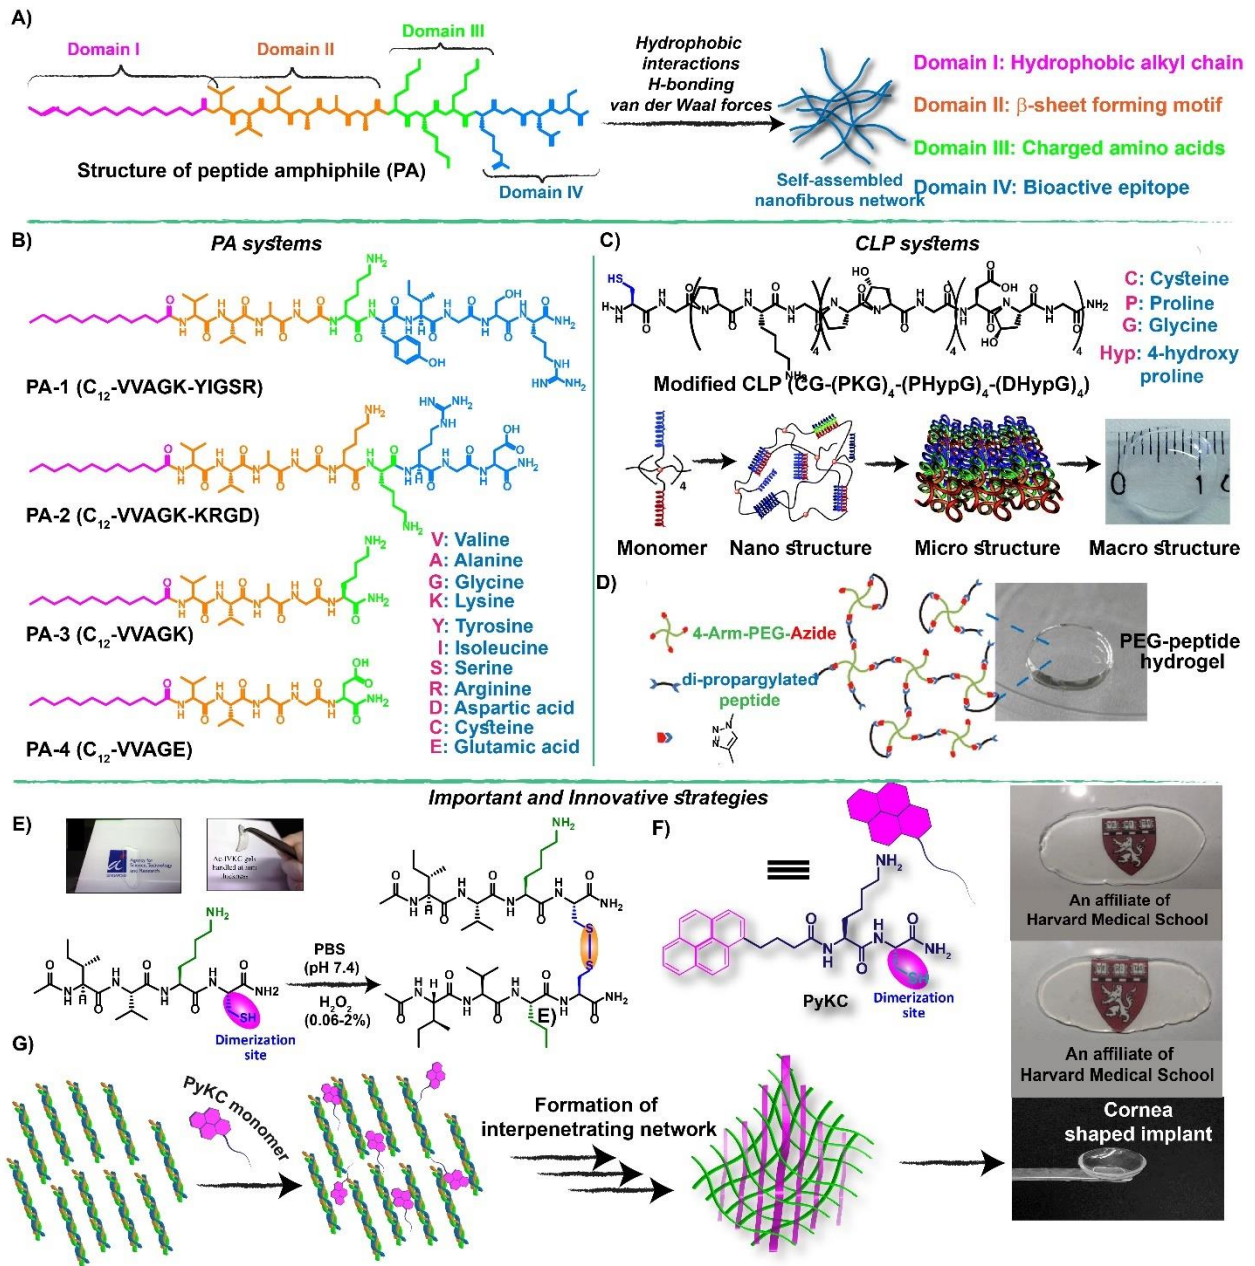 A)
Domain I
Domain II
Domain III
Domain IV
Structure of peptide amphiphile (PA)
Hydrophobic
interactions
H-bonding
van der Waal forces
Self-assembled
nanofibrous network
Domain I: Hydrophobic alkyl chain
Domain II: β-sheet forming motif
Domain III: Charged amino acids
Domain IV: Bioactive epitope
B)
PA systems
PA-1 (C₁₂-VVAGK-YIGSR)
PA-2 (C₁₂-VVAGK-KRGD)
PA-3 (C₁₂-VVAGK)
PA-4 (C₁₂-VVAGE)
V: Valine
A: Alanine
G: Glycine
K: Lysine
Y: Tyrosine
I: Isoleucine
S: Serine
R: Arginine
D: Aspartic acid
C: Cysteine
E: Glutamic acid
C)
CLP systems
C: Cysteine
P: Proline
G: Glycine
Hyp: 4-hydroxy
proline
Modified CLP (CG-(PKG)₄-(PHypG)₄-(DHypG)₄)
Monomer
Nano structure
Micro structure
Macro structure
D)
4-Arm-PEG-Azide
di-propargylated
peptide
PEG-peptide
hydrogel
Important and Innovative strategies
E)
Agency for
Science, Technology
and Research
PBS
(pH 7.4)
H₂O₂
(0.06-2%)
Dimerization
site
E)
F)
PyKC
Dimerization
site
An affiliate of
Harvard Medical School
An affiliate of
Harvard Medical School
G)
PyKC monomer
Formation of
interpenetrating network
Cornea
shaped implant